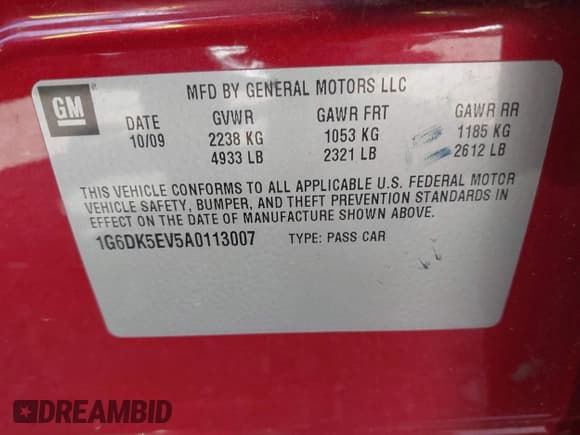 GM
MFD BY GENERAL MOTORS LLC
DATE GVWR GAWR FRT GAWR RR
10/09 2238 KG 1053 KG 1185 KG
4933 LB 2321 LB 2612 LB
THIS VEHICLE CONFORMS TO ALL APPLICABLE U.S. FEDERAL MOTOR
VEHICLE SAFETY, BUMPER, AND THEFT PREVENTION STANDARDS IN
EFFECT ON THE DATE OF MANUFACTURE SHOWN ABOVE.
1G6DK5EV5A0113007 TYPE: PASS CAR
DREAMBID